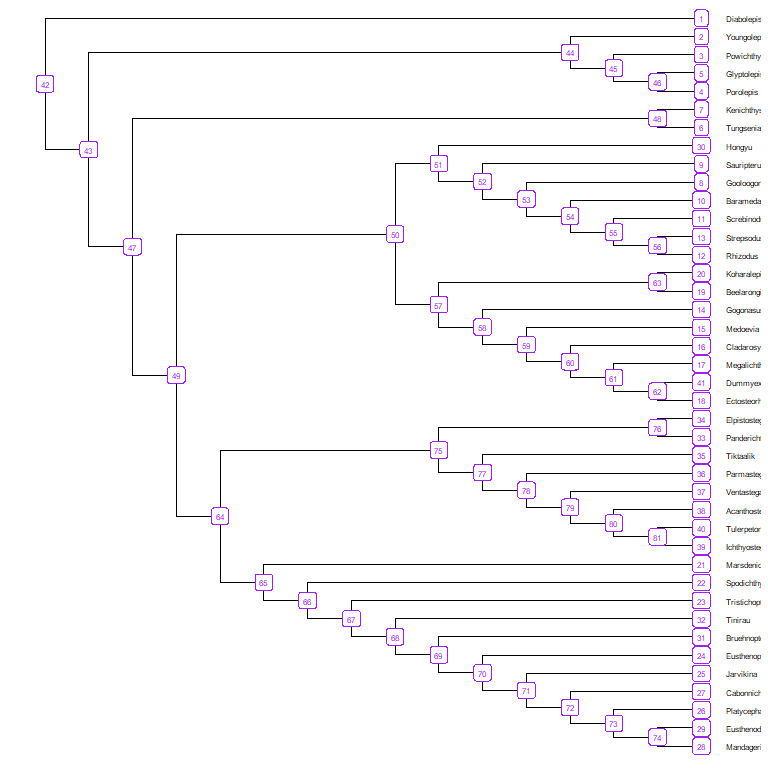 1 Diabolepis
2 Youngolep
44
3 Powichthy
45
5 Glyptolepi
46
42
4 Porolepis
7 Kenichthy
48
6 Tungsenia
30 Hongyu
43
51
9 Sauripteru
52
8 Gooloogor
53
10 Barameda
54
11 Screbinod
55
50
13 Strepsodu
56
47
12 Rhizodus
20 Koharalepi
63
19 Beelarongi
57
14 Gogonasu
58
15 Medoevia
59
16 Cladarosy
60
17 Megalichth
61
49
41 Dummyex
62
18 Ectosteorh
34 Elpistosteg
76
33 Panderich
75
35 Tiktaalik
77
36 Parmasteg
78
37 Ventastega
79
38 Acanthoste
64
80
40 Tulerpeton
81
39 Ichthyosteg
21 Marsdenic
65
22 Spodichthy
66
23 Tristichopt
67
32 Tinirau
68
31 Bruehnopte
69
24 Eusthenop
70
25 Jarvikina
71
27 Cabonnich
72
26 Platycepha
73
29 Eusthenod
74
28 Mandageri